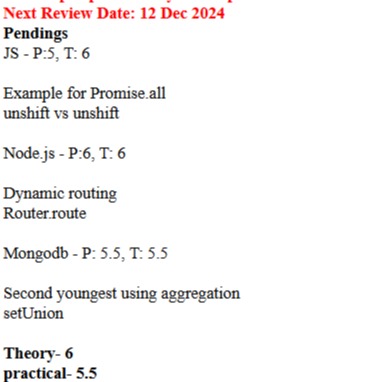 Next Review Date: 12 Dec 2024
Pendings
JS - P:5, T: 6
Example for Promise.all
unshift vs unshift
Node.js - P:6, T: 6
Dynamic routing
Router.route
Mongodb - P: 5.5, T: 5.5
Second youngest using aggregation
setUnion
Theory- 6
practical- 5.5